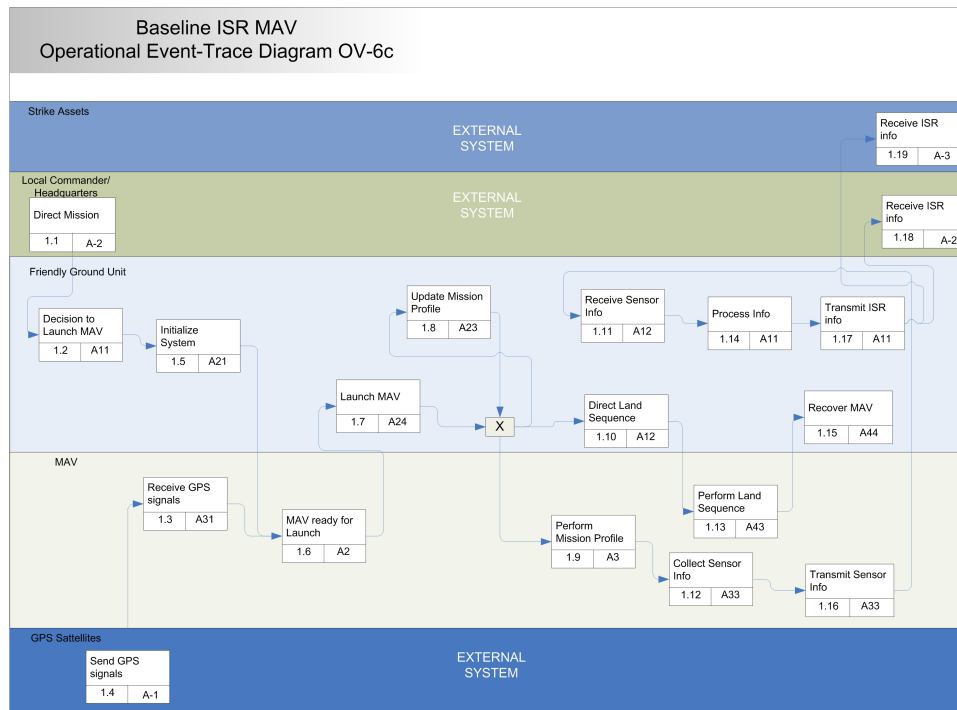 Baseline ISR MAV
Operational Event-Trace Diagram OV-6c
Strike Assets
EXTERNAL
SYSTEM
Receive ISR
info
1.19 A-3
Local Commander/
Headquarters
EXTERNAL
SYSTEM
Direct Mission
1.1 A-2
Receive ISR
info
1.18 A-2
Friendly Ground Unit
Decision to
Launch MAV
1.2 A11
Initialize
System
1.5 A21
Update Mission
Profile
1.8 A23
Receive Sensor
Info
1.11 A12
Process Info
1.14 A11
Transmit ISR
info
1.17 A11
Launch MAV
1.7 A24
X
Direct Land
Sequence
1.10 A12
Recover MAV
1.15 A44
MAV
Receive GPS
signals
1.3 A31
MAV ready for
Launch
1.6 A2
Perform
Mission Profile
1.9 A3
Perform Land
Sequence
1.13 A43
Collect Sensor
Info
1.12 A33
Transmit Sensor
Info
1.16 A33
GPS Sattellites
Send GPS
signals
1.4 A-1
EXTERNAL
SYSTEM